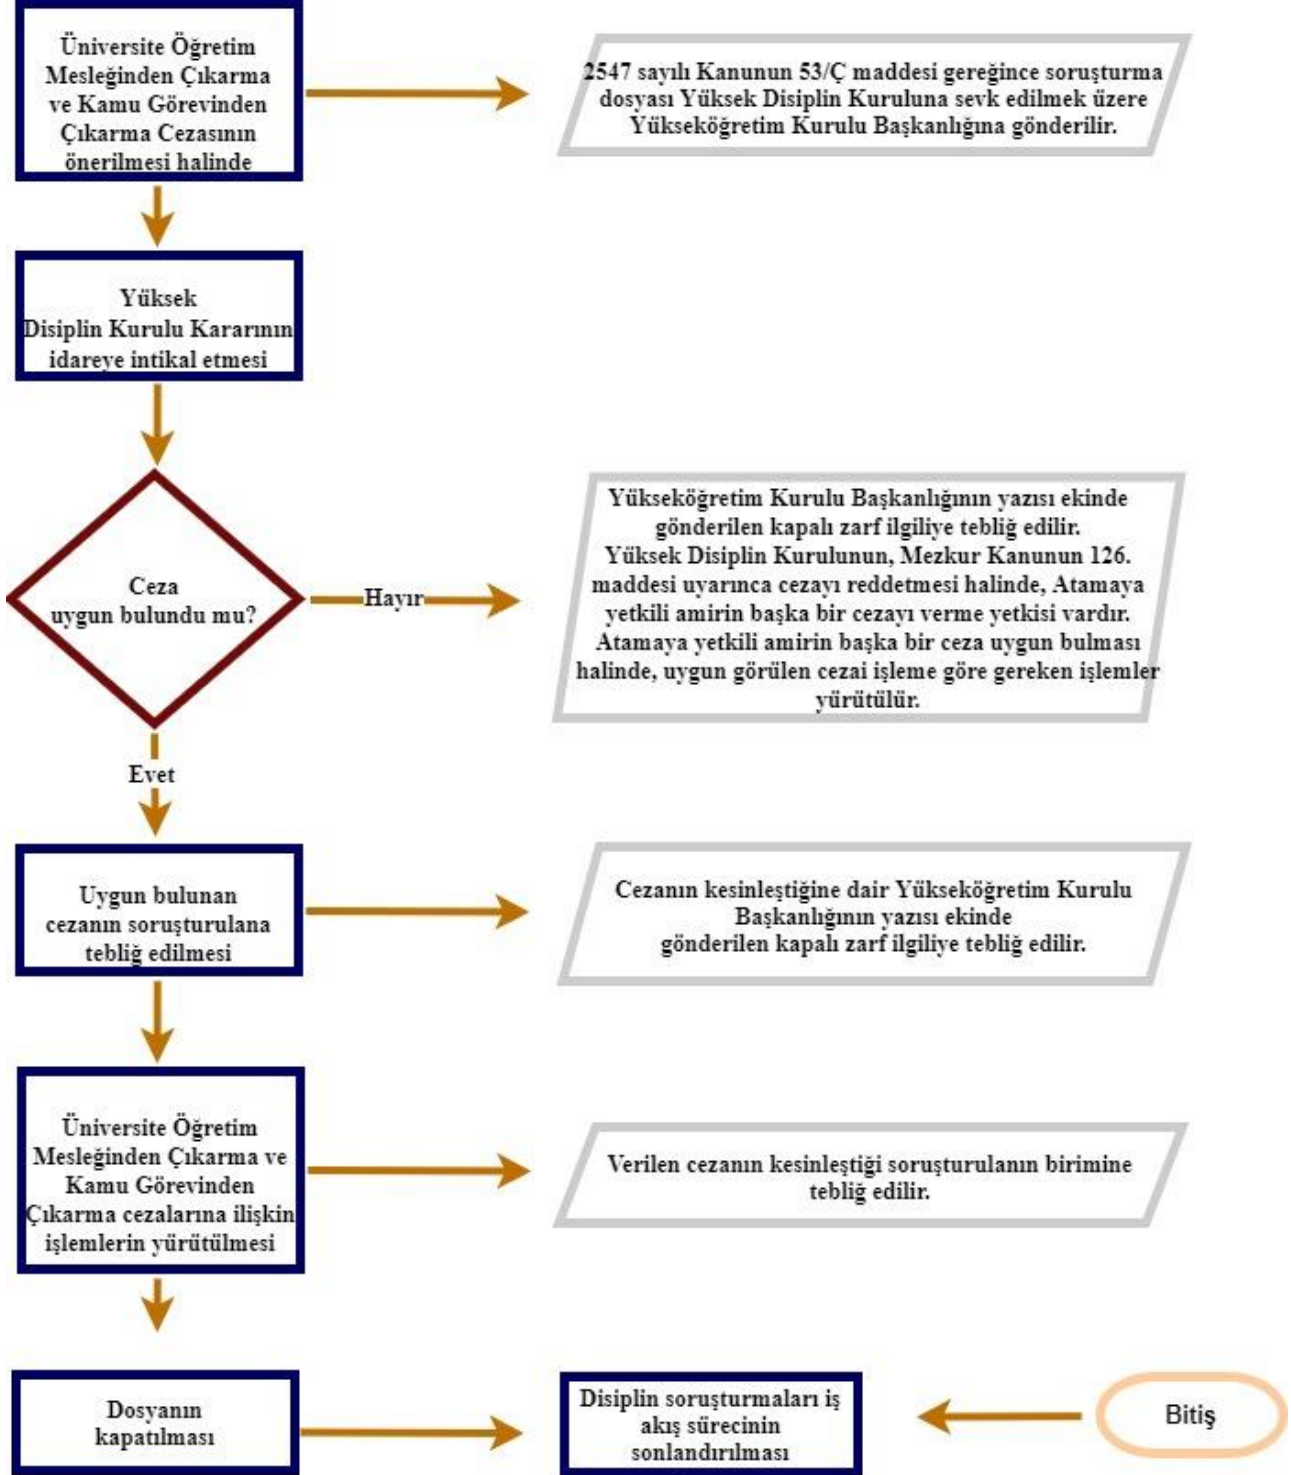 Üniversite Öğretim
Mesleğinden Çıkarma
ve Kamu Görevinden
Çıkarma Cezasının
önerilmesi halinde
2547 sayılı Kanunun 53/Ç maddesi gereğince soruşturma
dosyası Yüksek Disiplin Kuruluna sevk edilmek üzere
Yükseköğretim Kurulu Başkanlığına gönderilir.
Yüksek
Disiplin Kurulu Kararının
idareye intikal etmesi
Ceza
uygun bulundu mu?
Hayır
Yükseköğretim Kurulu Başkanlığının yazısı ekinde
gönderilen kapalı zarf ilgiliye tebliğ edilir.
Yüksek Disiplin Kurulunun, Mezkur Kanunun 126.
maddesi uyarınca cezayı reddetmesi halinde, Atamaya
yetkili amirin başka bir cezayı verme yetkisi vardır.
Atamaya yetkili amirin başka bir ceza uygun bulması
halinde, uygun görülen cezai işleme göre gereken işlemler
yürütülür.
Evet
Uygun bulunan
cezanın soruşturulana
tebliğ edilmesi
Cezanın kesinleştiğine dair Yükseköğretim Kurulu
Başkanlığının yazısı ekinde
gönderilen kapalı zarf ilgiliye tebliğ edilir.
Üniversite Öğretim
Mesleğinden Çıkarma ve
Kamu Görevinden
Çıkarma cezalarına ilişkin
işlemlerin yürütülmesi
Verilen cezanın kesinleştiği soruşturulanın birimine
tebliğ edilir.
Dosyanın
kapatılması
Disiplin soruşturmaları iş
akış sürecinin
sonlandırılması
Bitiş